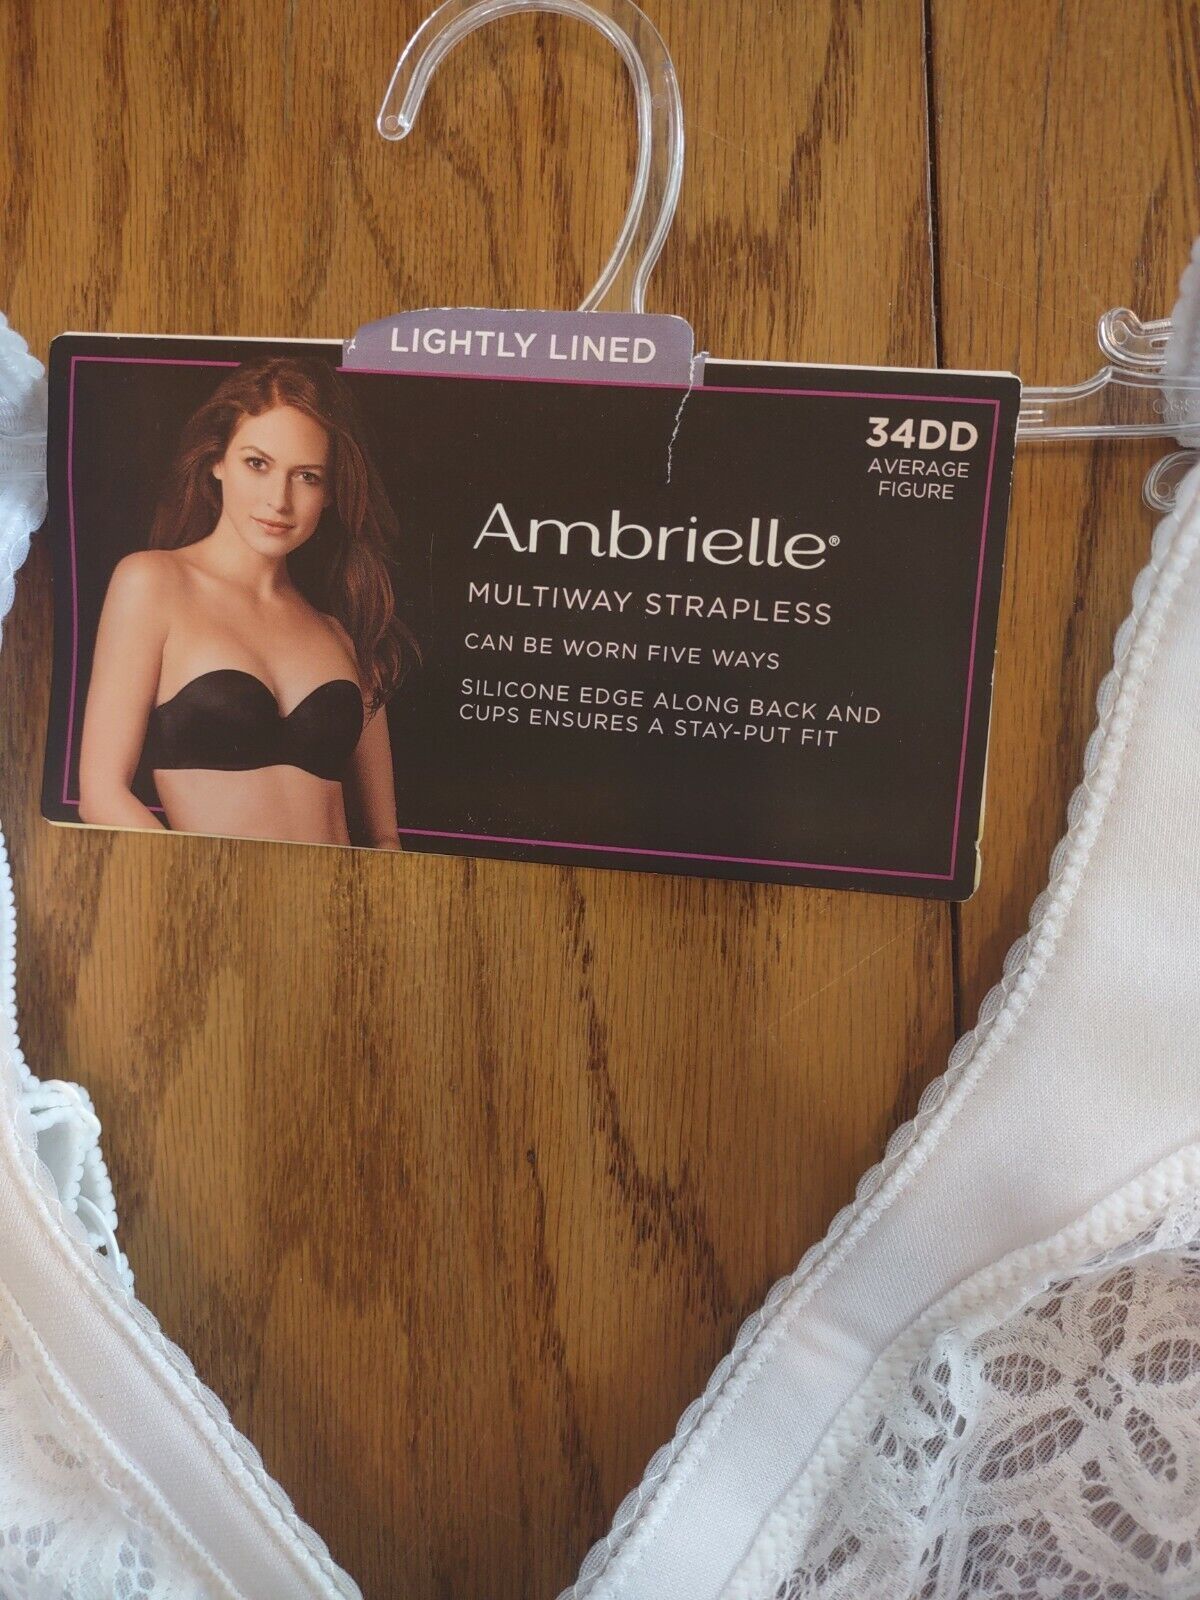 LIGHTLY LINED
34DD
AVERAGE
FIGURE
Ambrielle®
MULTIWAY STRAPLESS
CAN BE WORN FIVE WAYS
SILICONE EDGE ALONG BACK AND
CUPS ENSURES A STAY-PUT FIT